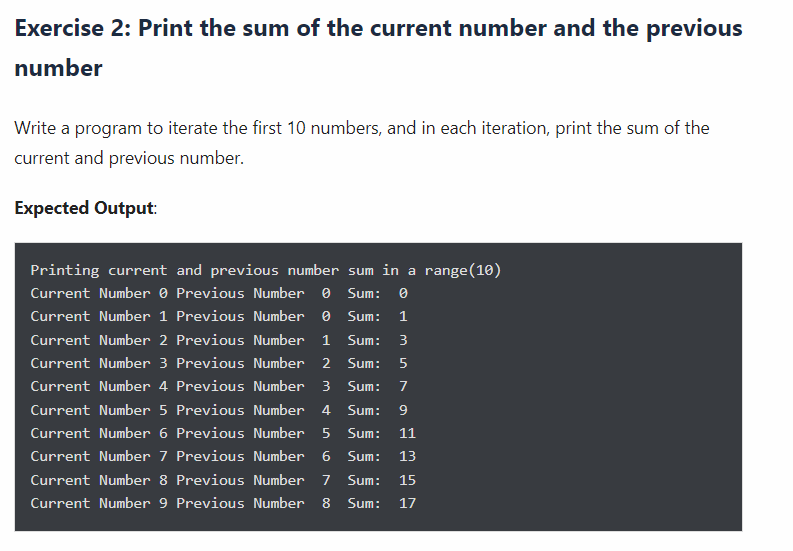 Exercise 2: Print the sum of the current number and the previous
number
Write a program to iterate the first 10 numbers, and in each iteration, print the sum of the
current and previous number.
Expected Output:
Printing current and previous number sum in a range(10)
Current Number 0 Previous Number  0  Sum:  0
Current Number 1 Previous Number  0  Sum:  1
Current Number 2 Previous Number  1  Sum:  3
Current Number 3 Previous Number  2  Sum:  5
Current Number 4 Previous Number  3  Sum:  7
Current Number 5 Previous Number  4  Sum:  9
Current Number 6 Previous Number  5  Sum:  11
Current Number 7 Previous Number  6  Sum:  13
Current Number 8 Previous Number  7  Sum:  15
Current Number 9 Previous Number  8  Sum:  17